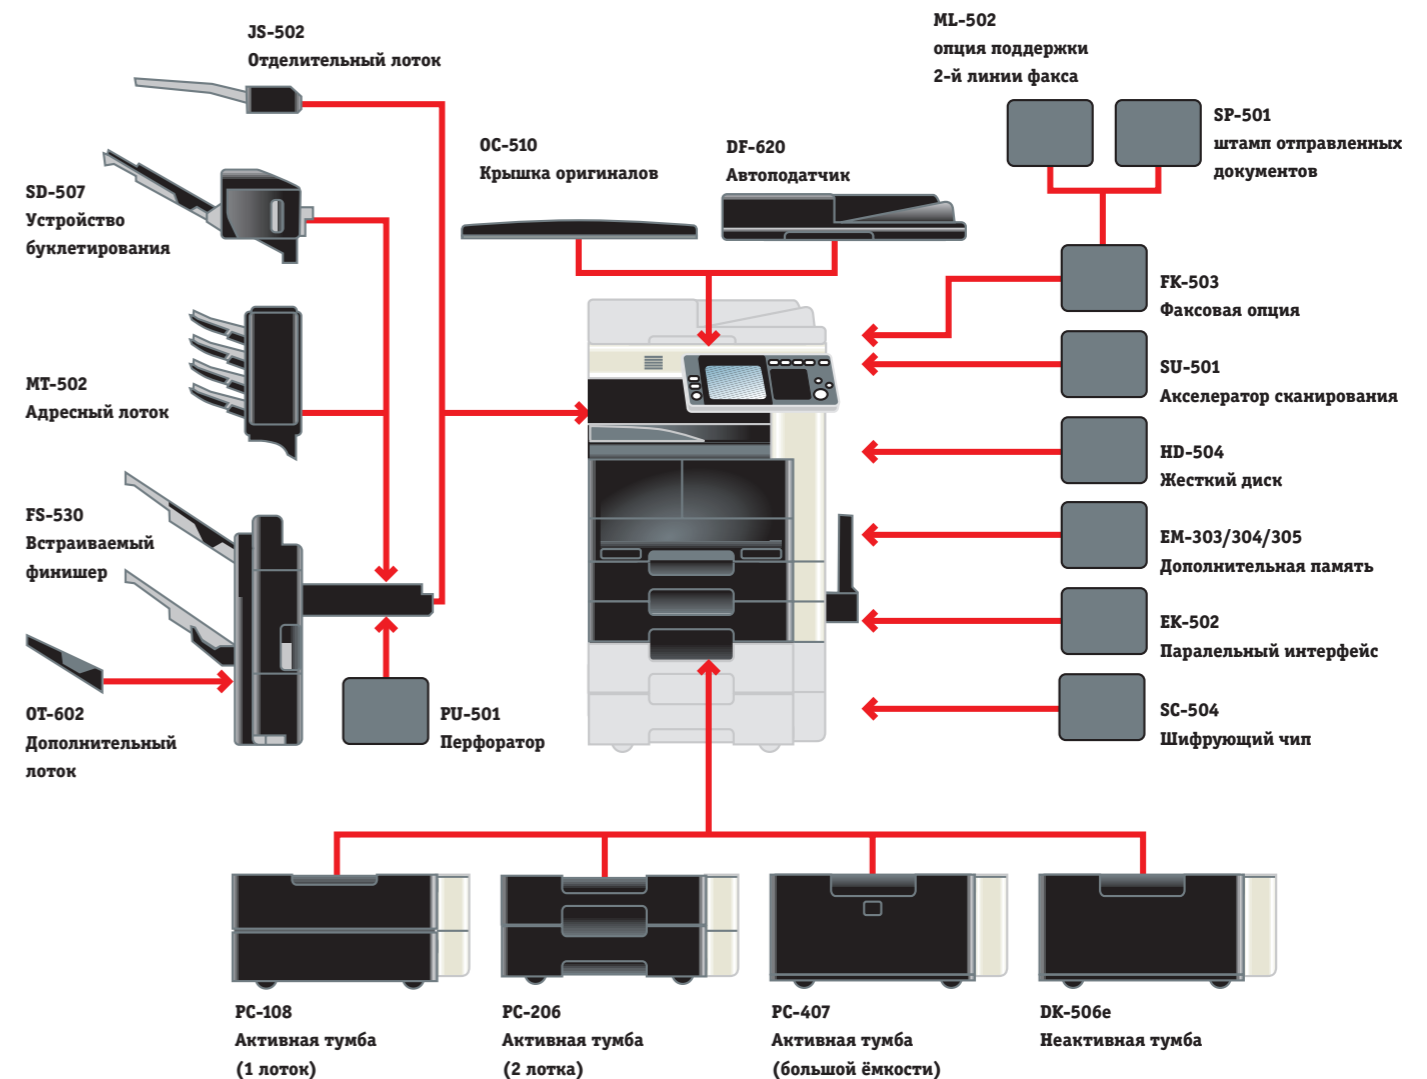 JS-502
Отделительный лоток
ML-502
опция поддержки
2-й линии факса
SP-501
штамп отправленных
документов
OC-510
Крышка оригиналов
DF-620
Автоподатчик
SD-507
Устройство
буклетирования
FK-503
Факсовая опция
MT-502
Адресный лоток
SU-501
Акселератор сканирования
HD-504
Жесткий диск
FS-530
Встраиваемый
финишер
EM-303/304/305
Дополнительная память
EK-502
Паралельный интерфейс
OT-602
Дополнительный
лоток
PU-501
Перфоратор
SC-504
Шифрующий чип
PC-108
Активная тумба
(1 лоток)
PC-206
Активная тумба
(2 лотка)
PC-407
Активная тумба
(большой ёмкости)
DK-506e
Неактивная тумба